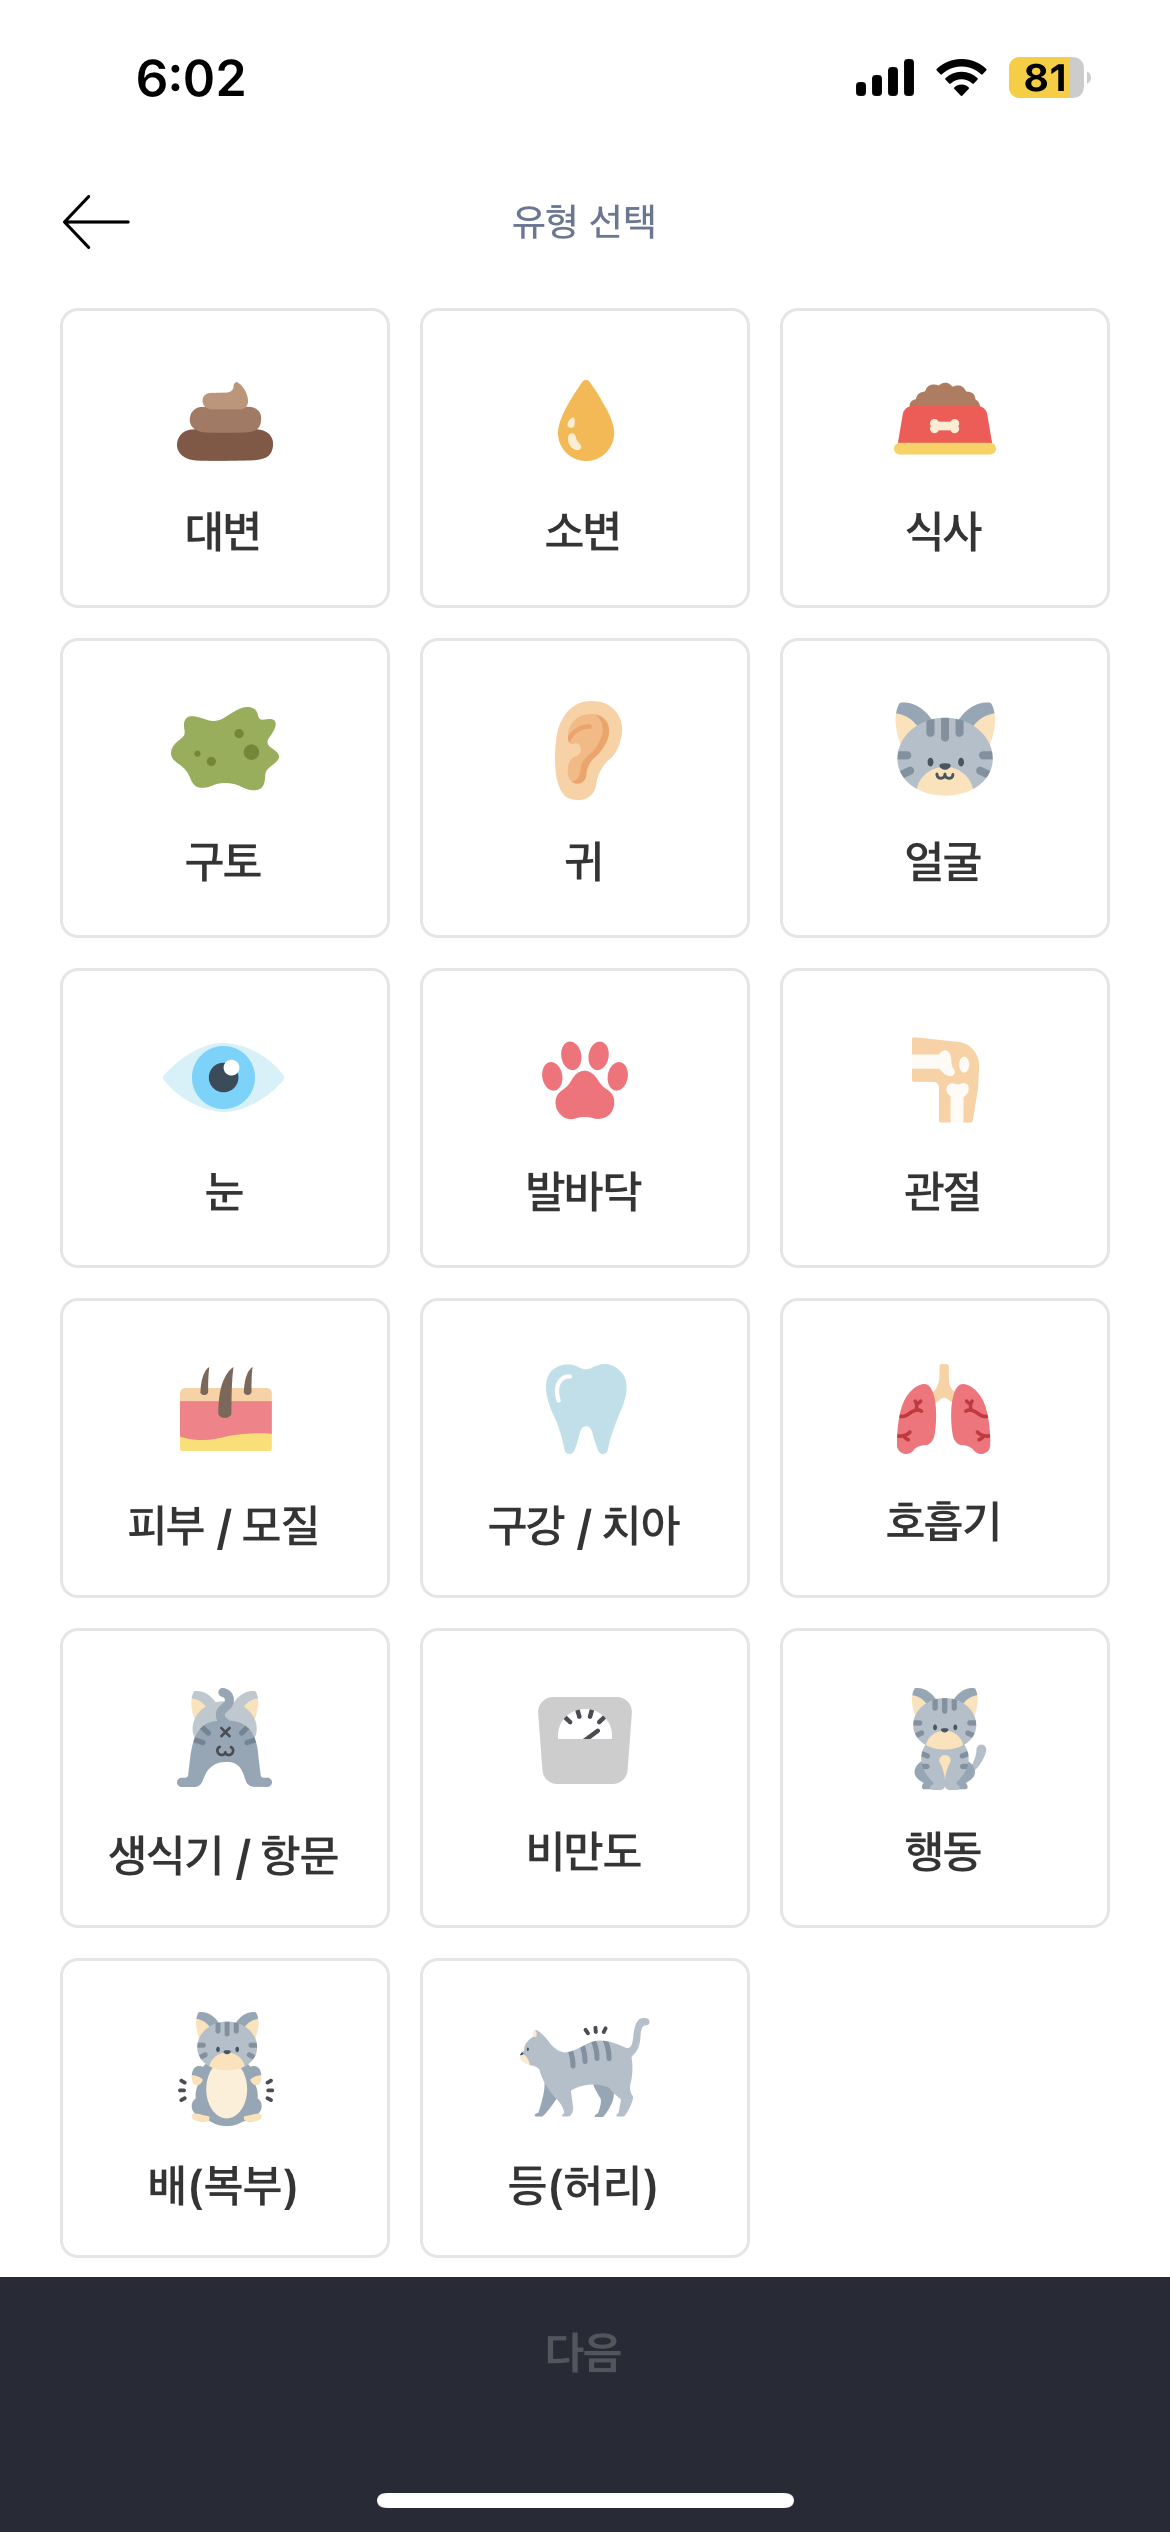 6:02
81
유형 선택
대변
소변
식사
구토
귀
얼굴
눈
발바닥
관절
피부 / 모질
구강 / 치아
호흡기
생식기 / 항문
비만도
행동
배(복부)
등(허리)
다음